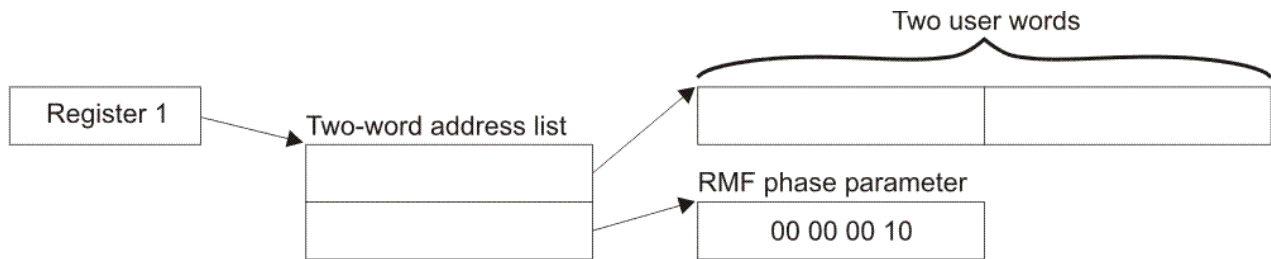 Two user words
Register 1
Two-word address list
RMF phase parameter
00 00 00 10